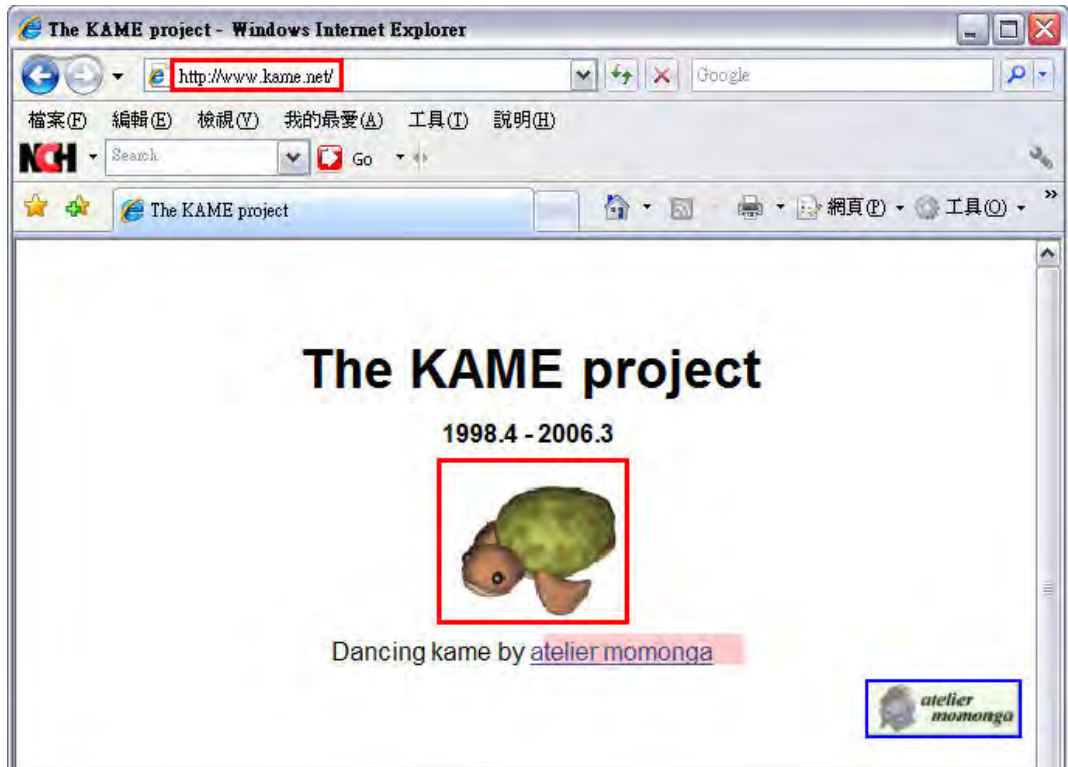 The KAME project - Windows Internet Explorer
http://www.kame.net/
Google
檔案(F) 編輯(E) 檢視(V) 我的最愛(A) 工具(T) 說明(H)
NCH Search Go
The KAME project
網頁(P) 工具(O)
The KAME project
1998.4 - 2006.3
Dancing kame by atelier momonga
atelier
momonga